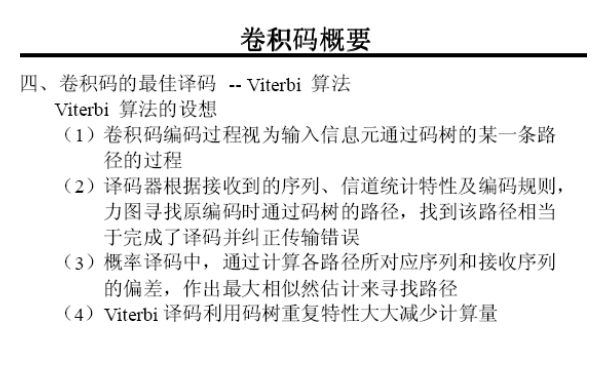 卷积码概要
四、卷积码的最佳译码 -- Viterbi 算法
Viterbi 算法的设想
（1）卷积码编码过程视为输入信息元通过码树的某一条路
径的过程
（2）译码器根据接收到的序列、信道统计特性及编码规则，
力图寻找原编码时通过码树的路径，找到该路径相当
于完成了译码并纠正传输错误
（3）概率译码中，通过计算各路径所对应序列和接收序列
的偏差，作出最大相似然估计来寻找路径
（4）Viterbi 译码利用码树重复特性大大减少计算量